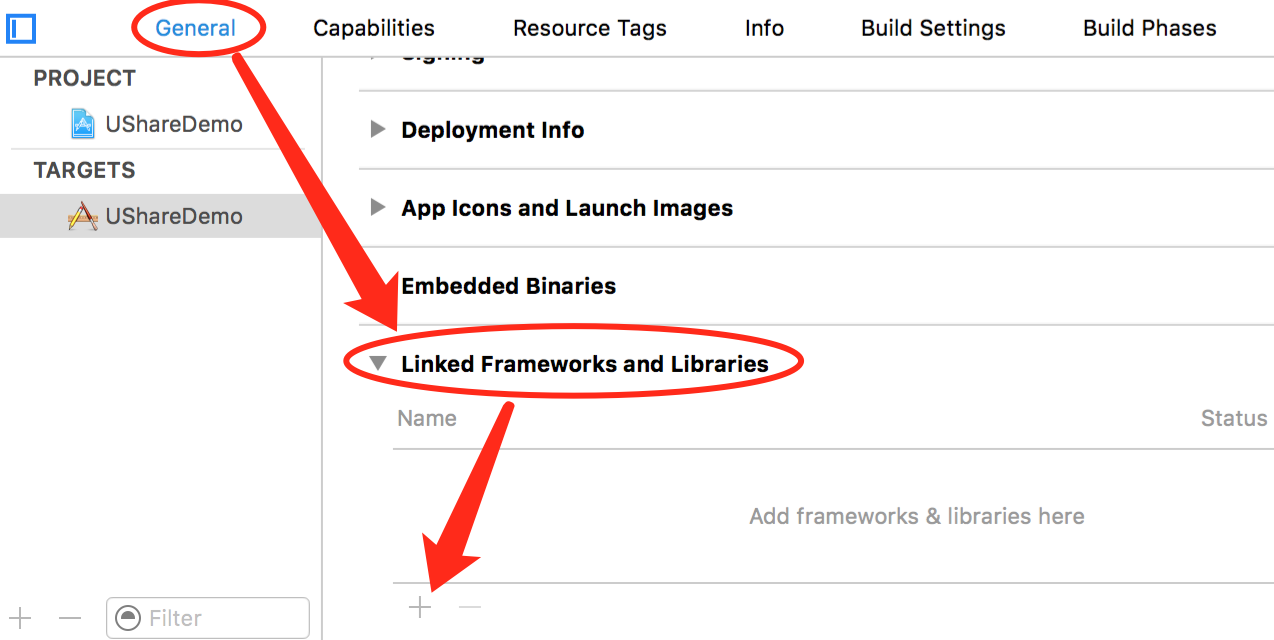 General Capabilities Resource Tags Info Build Settings Build Phases
PROJECT
UShareDemo
TARGETS
UShareDemo
Filter
Signing
Deployment Info
App Icons and Launch Images
Embedded Binaries
Linked Frameworks and Libraries
Name Status
Add frameworks & libraries here